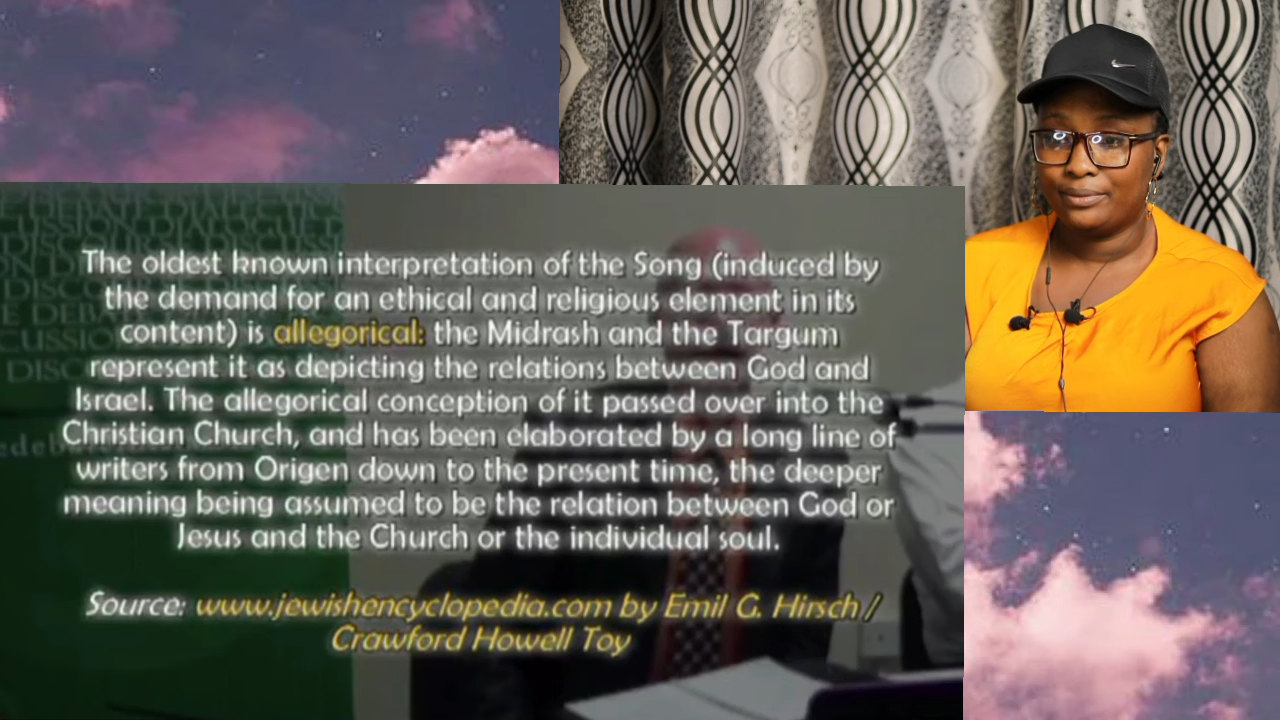 The oldest known interpretation of the Song (induced by
the demand for an ethical and religious element in its
content) is allegorical: the Midrash and the Targum
represent it as depicting the relations between God and
Israel. The allegorical conception of it passed over into the
Christian Church, and has been elaborated by a long line of
writers from Origen down to the present time, the deeper
meaning being assumed to be the relation between God or
Jesus and the Church or the individual soul.
Source: www.jewishencyclopedia.com by Emil G. Hirsch /
Crawford Howell Toy